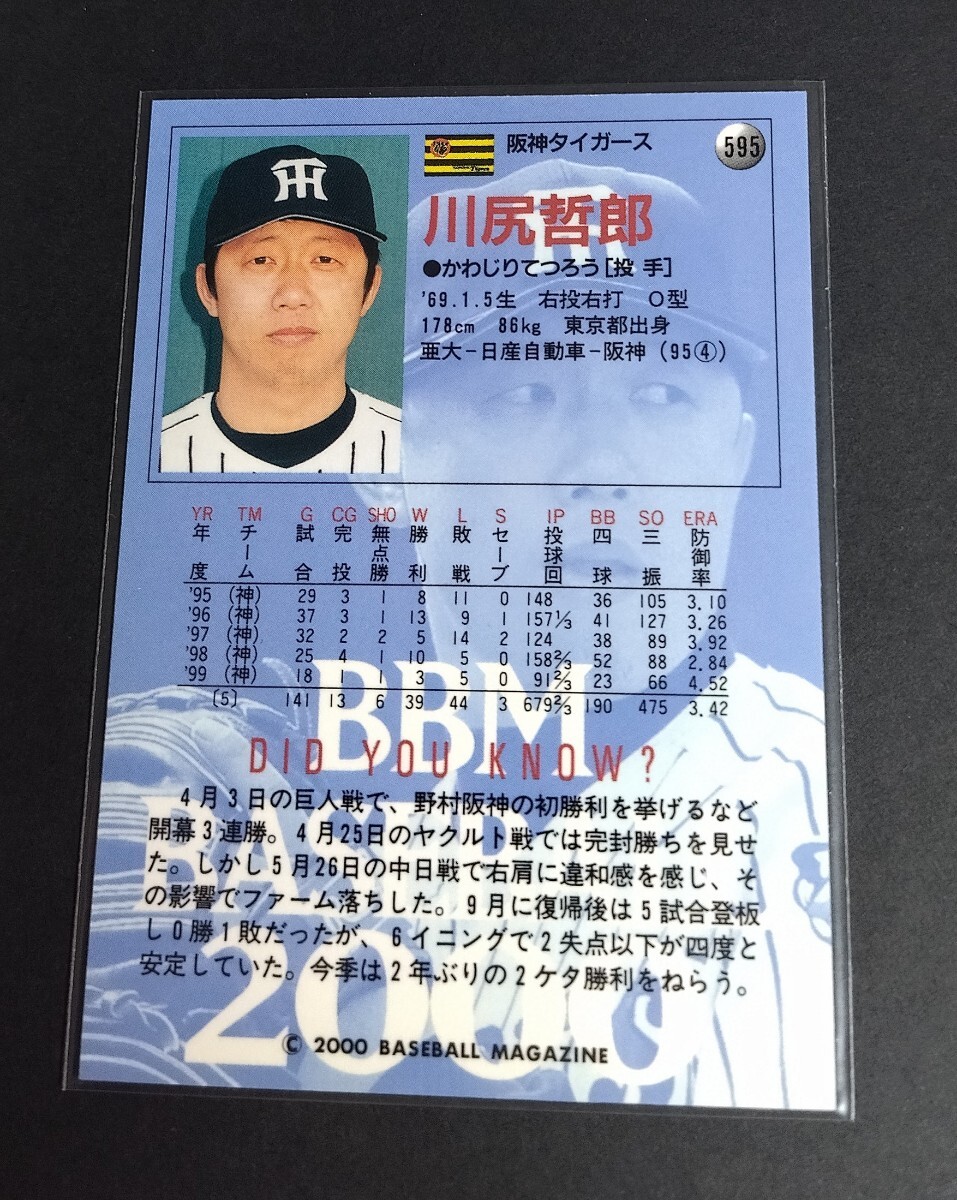 阪神タイガース
595
川尻哲郎
●かわじりてつろう[投手]
'69.1.5生 右投右打 O型
178cm 86kg 東京都出身
亜大−日産自動車−阪神(95④)
YR TM G CG SHO W L S IP BB SO ERA
年度 チーム 試合 完投 無点勝 勝利 敗戦 セーブ 投球回 四球 三振 防御率
'95 (神) 29 3 1 8 11 0 148 36 105 3.10
'96 (神) 37 3 1 13 9 1 157⅓ 41 127 3.26
'97 (神) 32 2 2 5 14 2 124 38 89 3.92
'98 (神) 25 4 1 10 5 0 158⅔ 52 88 2.84
'99 (神) 18 1 1 3 5 0 91⅔ 23 66 4.52
〔5〕 141 13 6 39 44 3 679⅔ 190 475 3.42
BBM
BASEBALL
2000
DID YOU KNOW?
4月3日の巨人戦で、野村阪神の初勝利を挙げるなど
開幕3連勝。4月25日のヤクルト戦では完封勝ちを見せ
た。しかし5月26日の中日戦で右肩に違和感を感じ、そ
の影響でファーム落ちした。9月に復帰後は5試合登板
し0勝1敗だったが、6イニングで2失点以下が四度と
安定していた。今季は2年ぶりの2ケタ勝利をねらう。
© 2000 BASEBALL MAGAZINE